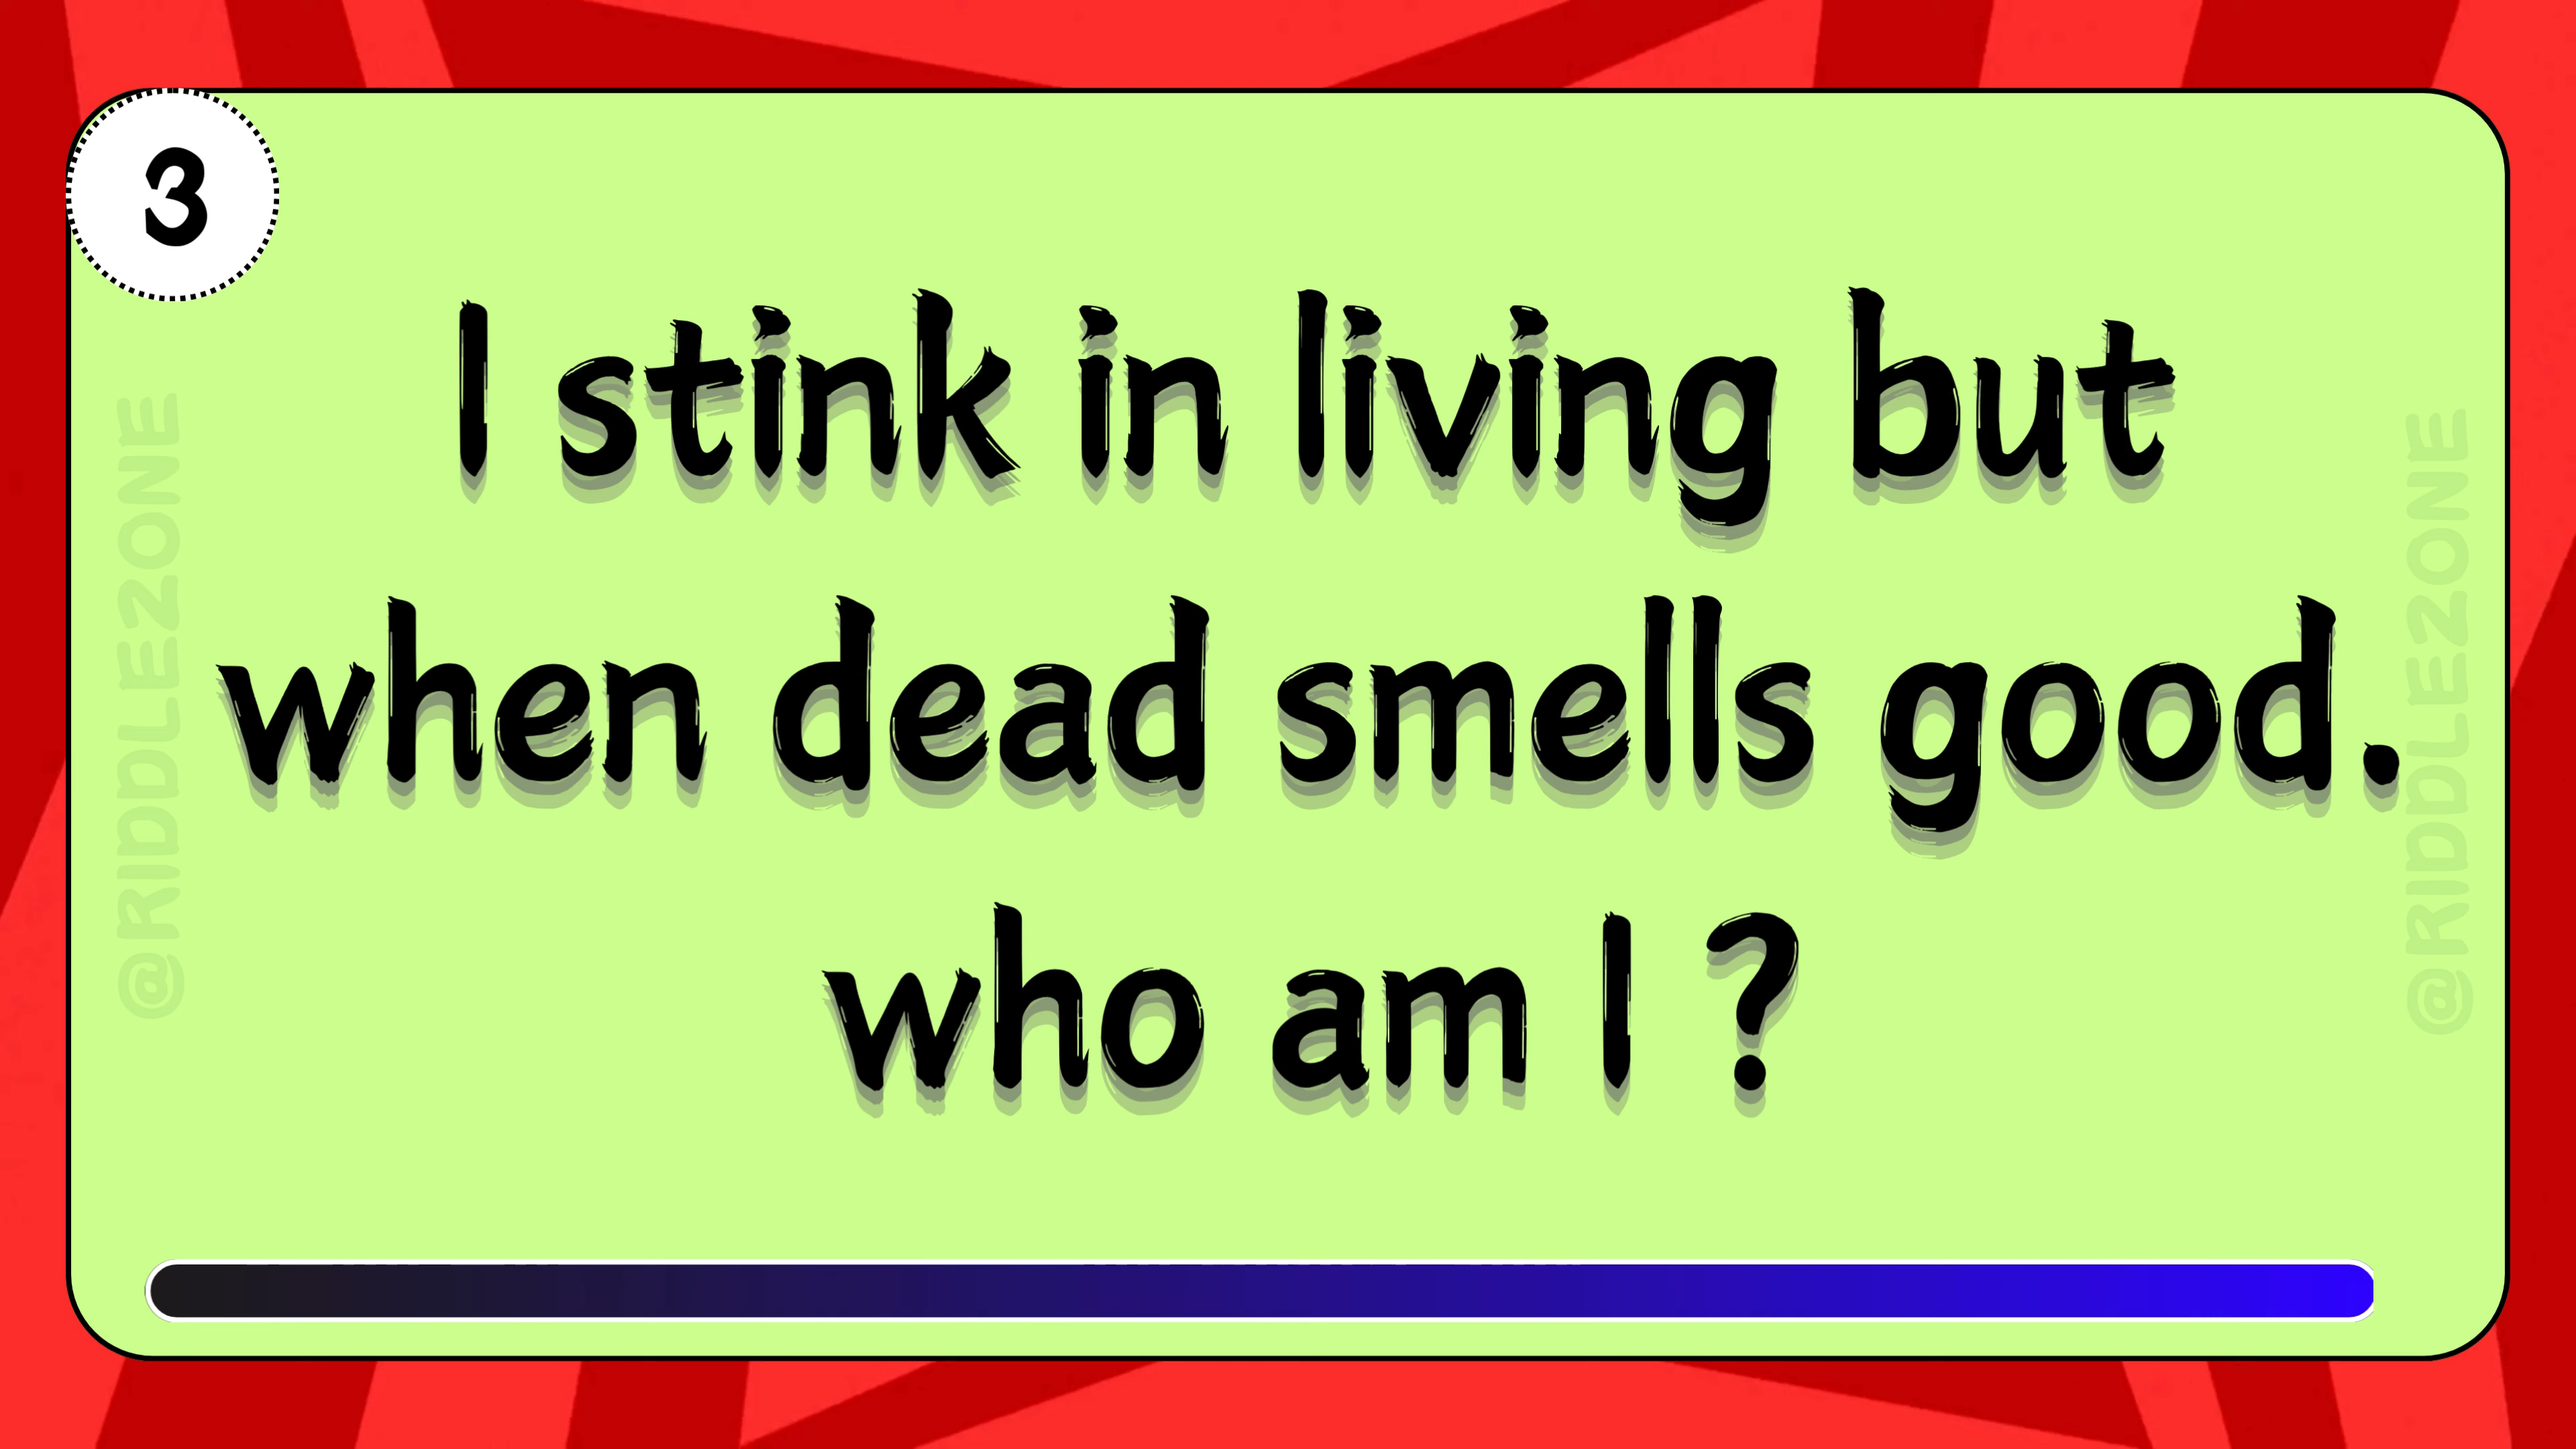 3
I stink in living but
when dead smells good.
who am I ?
@RIDDLEZONE
@RIDDLEZONE